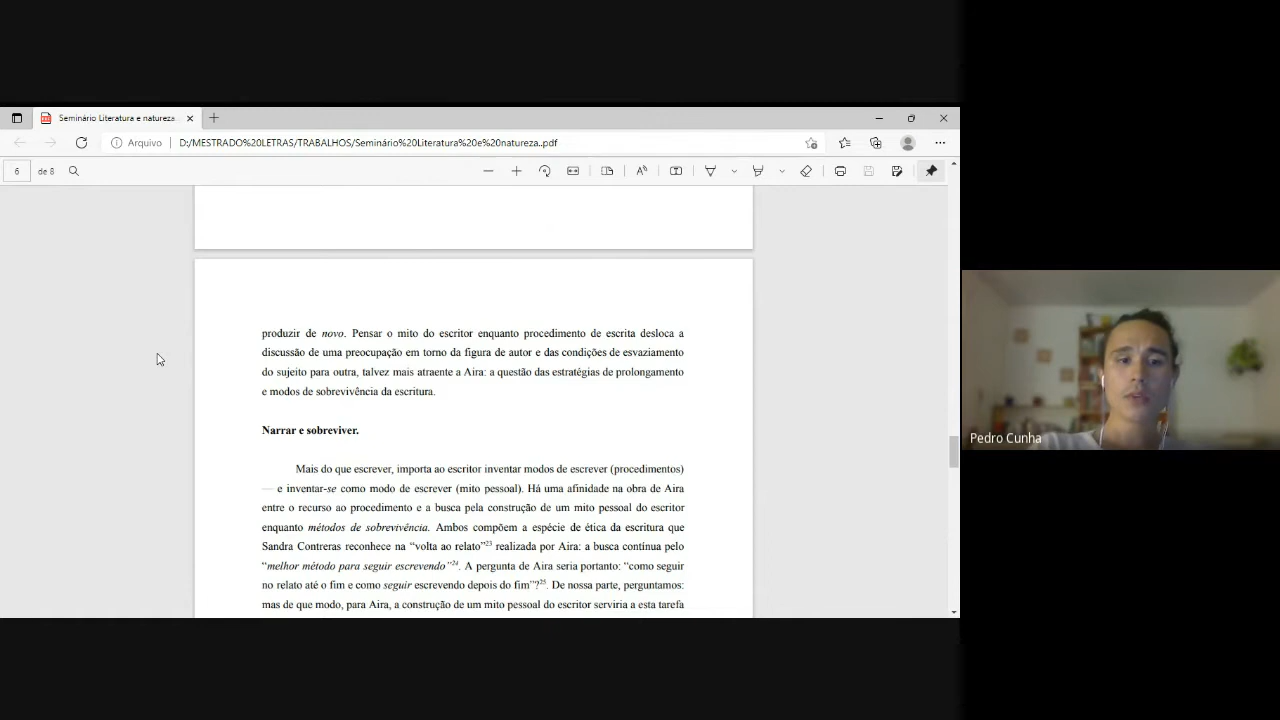 Seminário Literatura e natureza.
Arquivo
D:/MESTRADO%20LETRAS/TRABALHOS/Seminário%20Literatura%20e%20natureza..pdf
6 de 8
produzir de novo. Pensar o mito do escritor enquanto procedimento de escrita desloca a
discussão de uma preocupação em torno da figura de autor e das condições de esvaziamento
do sujeito para outra, talvez mais atraente a Aira: a questão das estratégias de prolongamento
e modos de sobrevivência da escritura.
Narrar e sobreviver.
Mais do que escrever, importa ao escritor inventar modos de escrever (procedimentos)
— e inventar-se como modo de escrever (mito pessoal). Há uma afinidade na obra de Aira
entre o recurso ao procedimento e a busca pela construção de um mito pessoal do escritor
enquanto métodos de sobrevivência. Ambos compõem a espécie de ética da escritura que
Sandra Contreras reconhece na “volta ao relato”23 realizada por Aira: a busca contínua pelo
“melhor método para seguir escrevendo”24. A pergunta de Aira seria portanto: “como seguir
no relato até o fim e como seguir escrevendo depois do fim”?25. De nossa parte, perguntamos:
mas de que modo, para Aira, a construção de um mito pessoal do escritor serviria a esta tarefa
Pedro Cunha